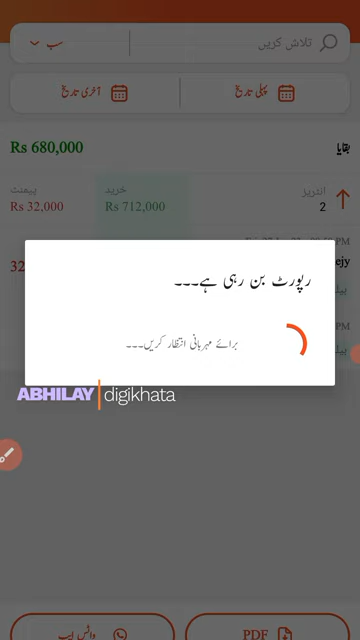 تلاش کریں
سب
پہلی تاریخ
آخری تاریخ
بقایا
Rs 680,000
انٹریز
خرید
پیمنٹ
2
Rs 712,000
Rs 32,000
رپورٹ بن رہی ہے۔۔۔
برائے مہربانی انتظار کریں۔۔۔
ABHILAY digikhata
PDF
واٹس ایپ